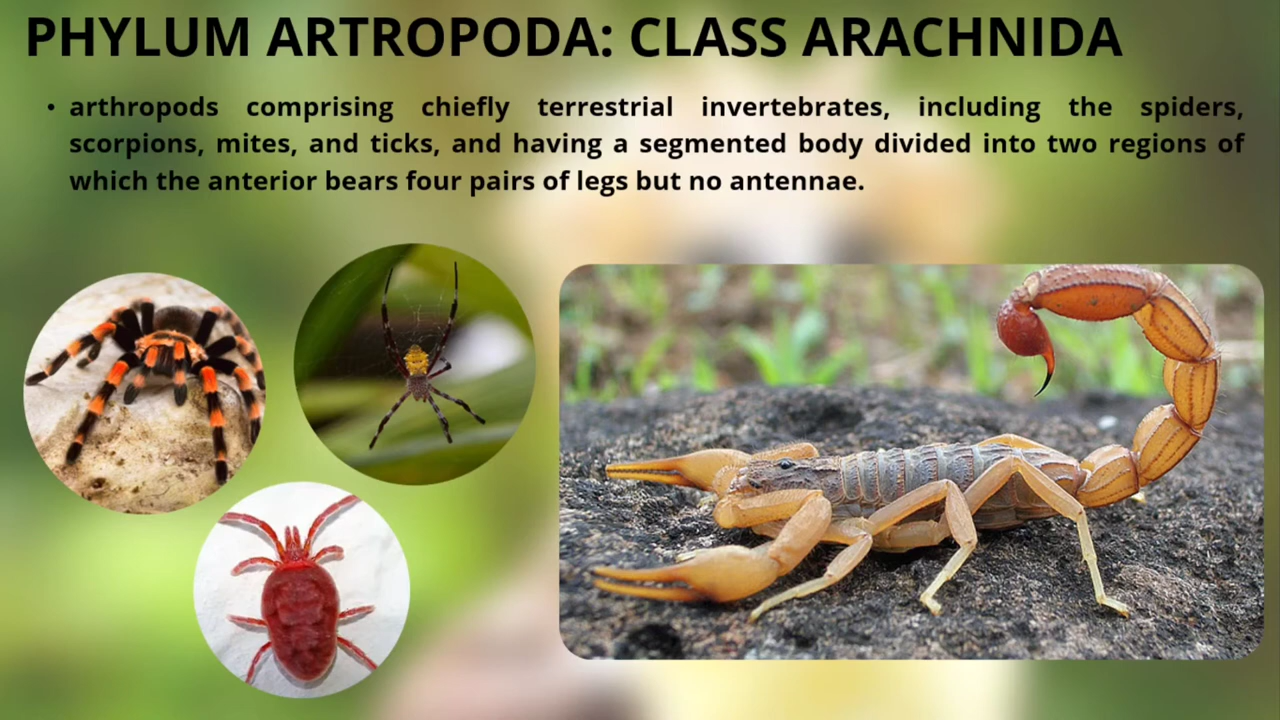 PHYLUM ARTROPODA: CLASS ARACHNIDA
• arthropods comprising chiefly terrestrial invertebrates, including the spiders,
scorpions, mites, and ticks, and having a segmented body divided into two regions of
which the anterior bears four pairs of legs but no antennae.